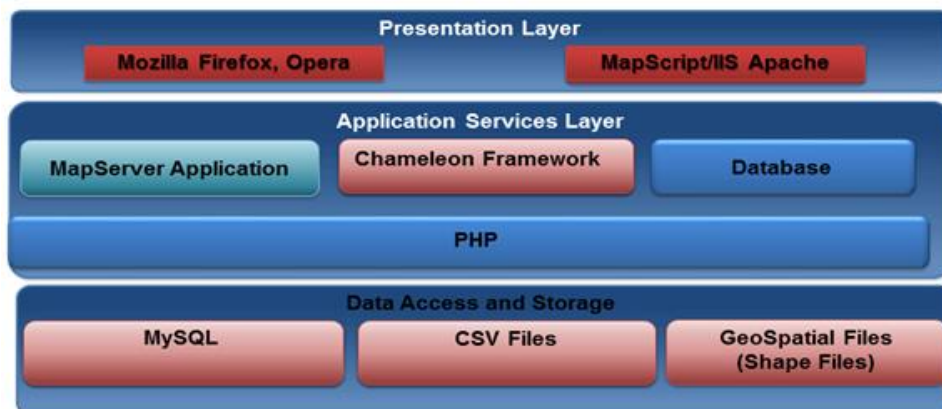 Presentation Layer
Mozilla Firefox, Opera
MapScript/IIS Apache
Application Services Layer
MapServer Application
Chameleon Framework
Database
PHP
Data Access and Storage
MySQL
CSV Files
GeoSpatial Files
(Shape Files)